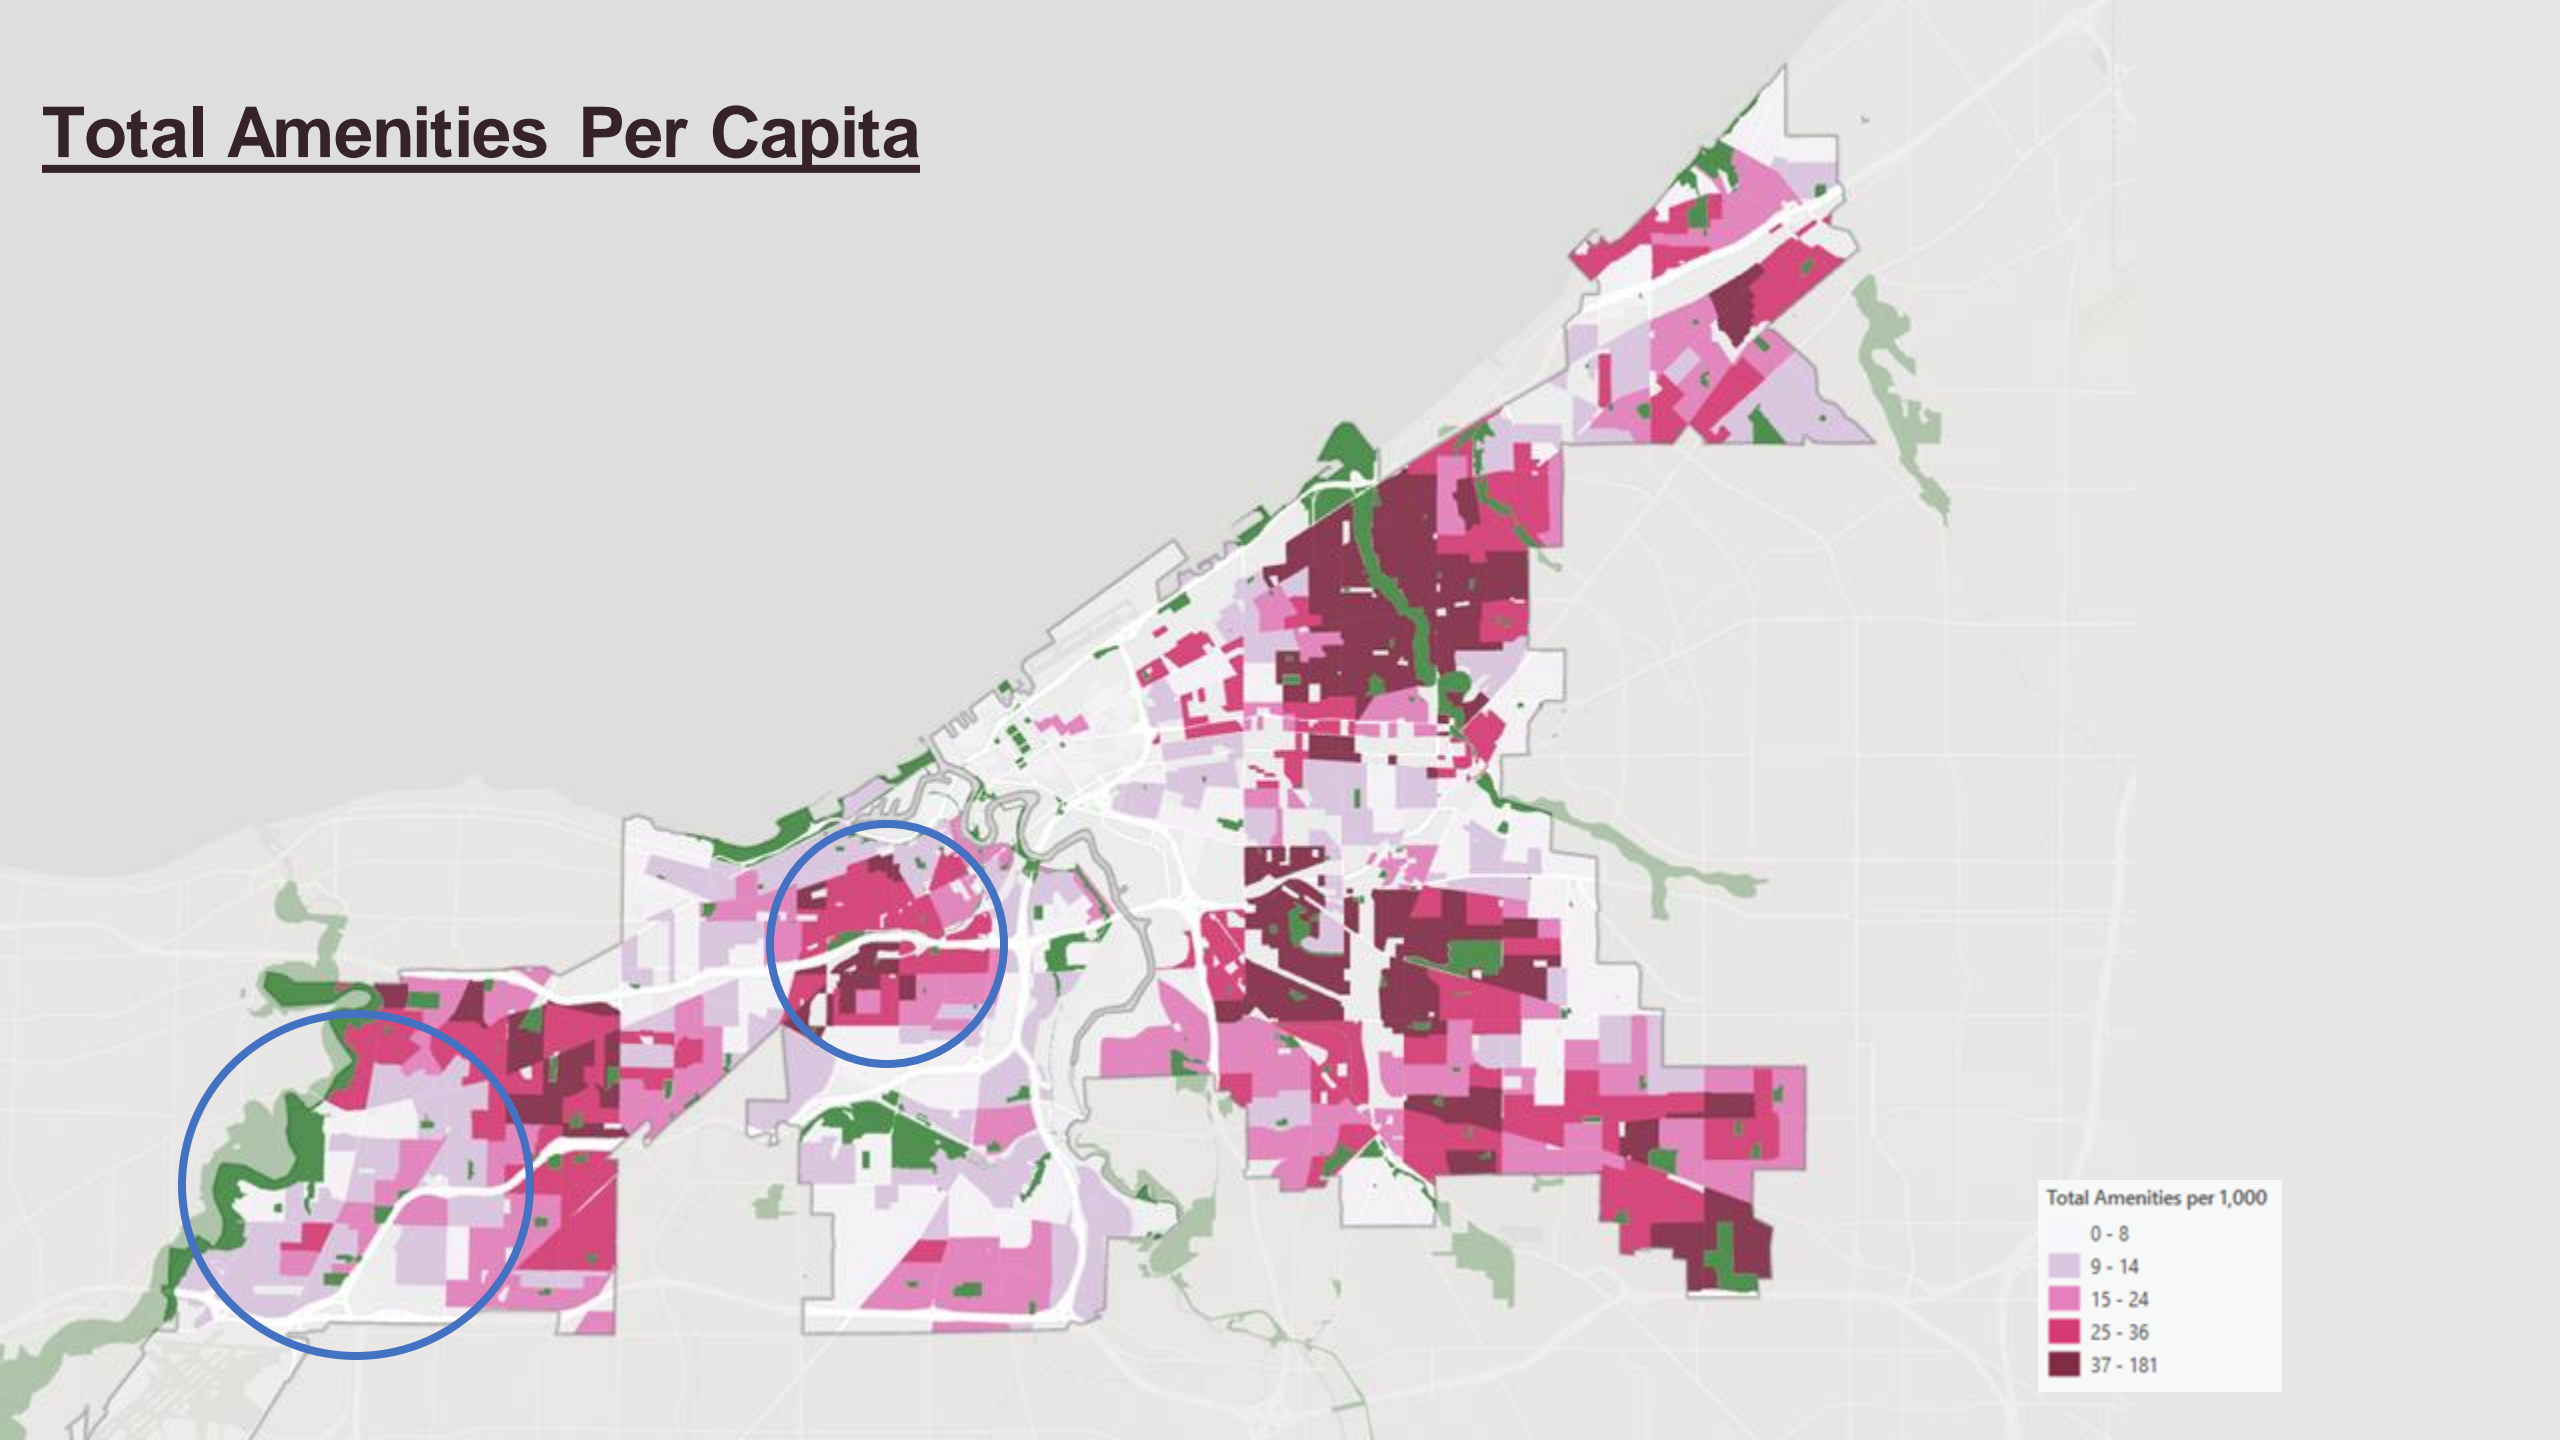 Total Amenities Per Capita
Total Amenities per 1,000
0 - 8
9 - 14
15 - 24
25 - 36
37 - 181